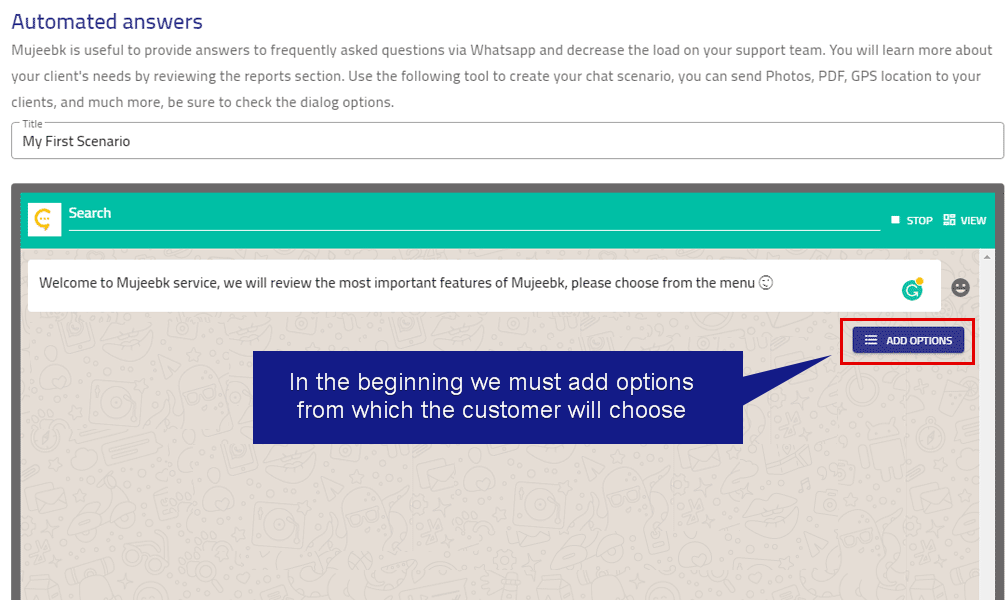 Automated answers
Mujeebk is useful to provide answers to frequently asked questions via Whatsapp and decrease the load on your support team. You will learn more about
your client's needs by reviewing the reports section. Use the following tool to create your chat scenario, you can send Photos, PDF, GPS location to your
clients, and much more, be sure to check the dialog options.
Title
My First Scenario
Search
STOP VIEW
Welcome to Mujeebk service, we will review the most important features of Mujeebk, please choose from the menu
ADD OPTIONS
In the beginning we must add options
from which the customer will choose